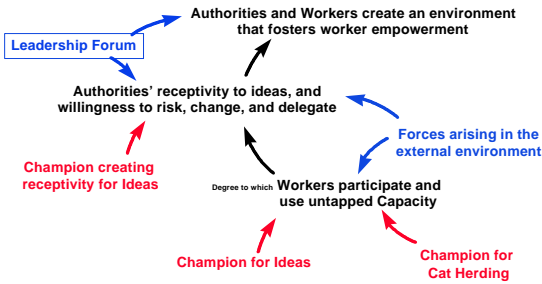 Authorities and Workers create an environment
that fosters worker empowerment
Leadership Forum
Authorities' receptivity to ideas, and
willingness to risk, change, and delegate
Forces arising in the
external environment
Champion creating
receptivity for Ideas
Degree to which Workers participate and
use untapped Capacity
Champion for Ideas
Champion for
Cat Herding